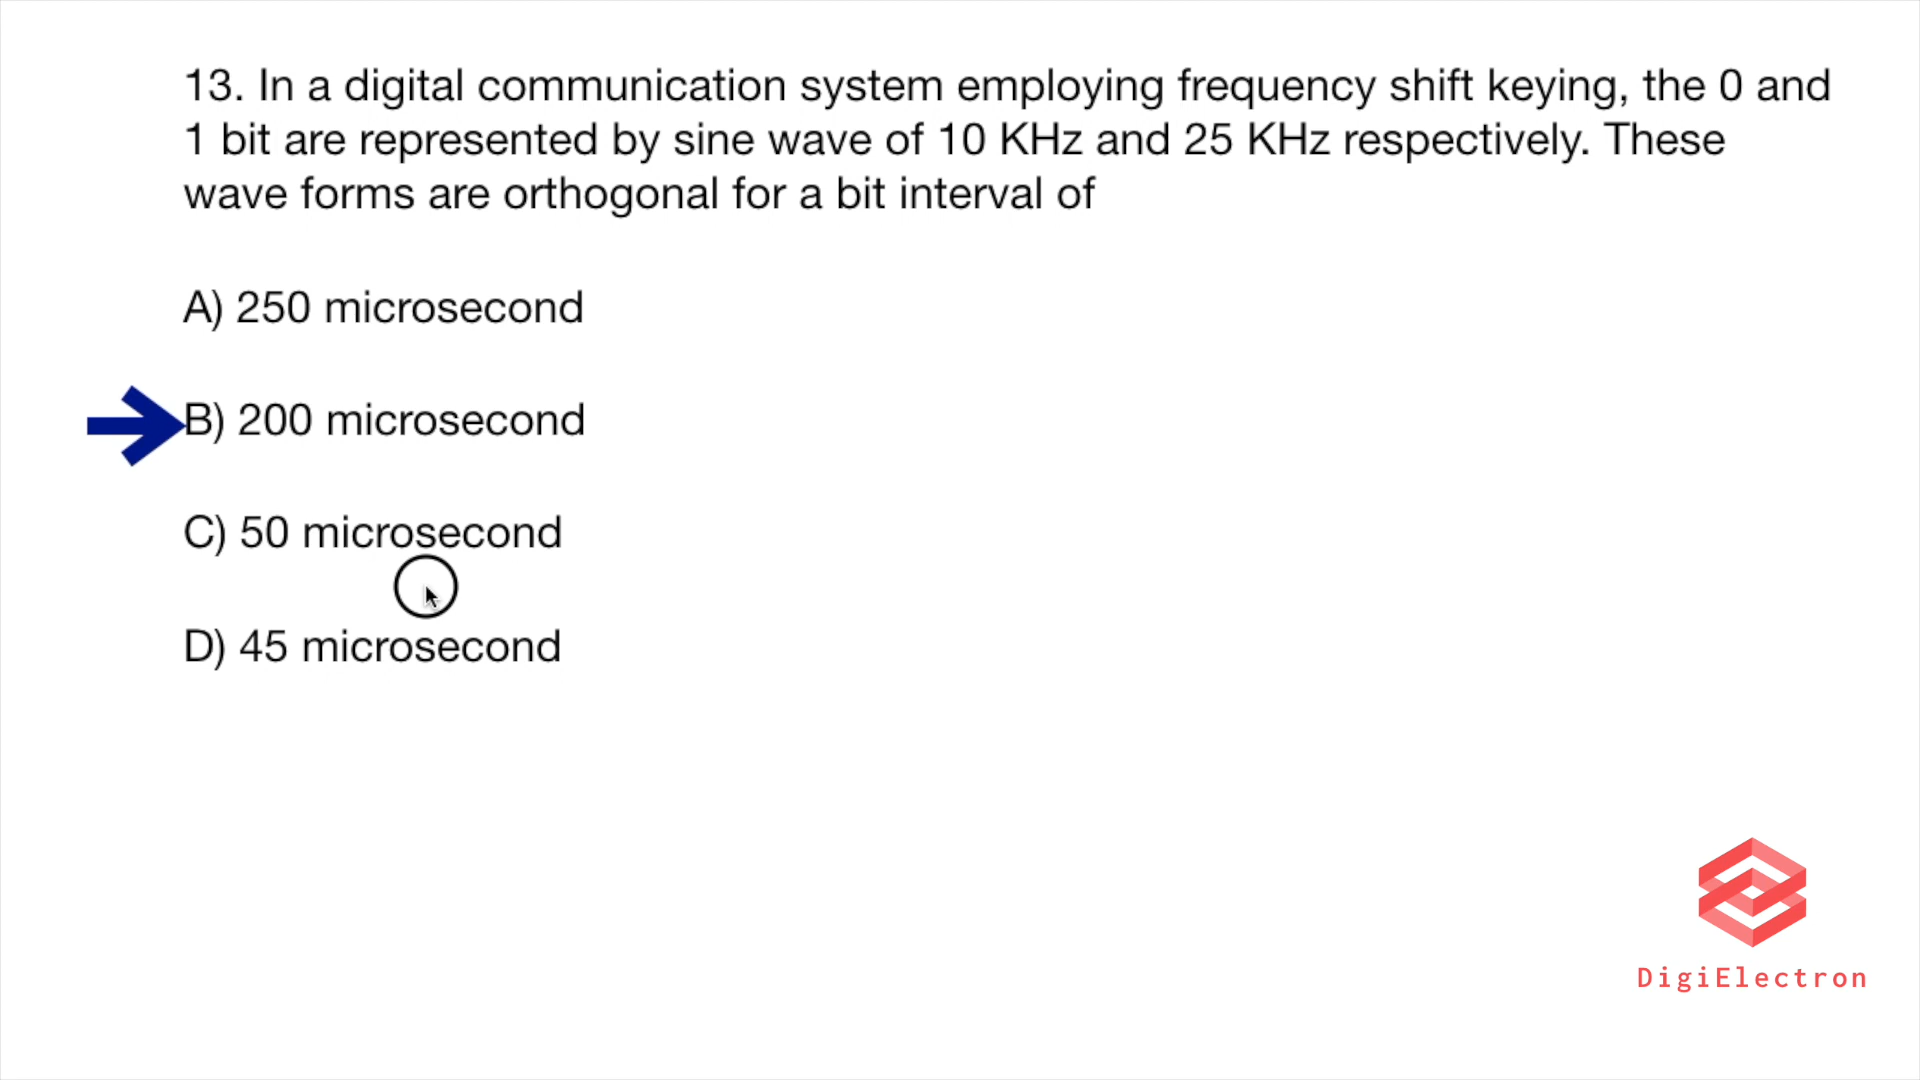 13. In a digital communication system employing frequency shift keying, the 0 and
1 bit are represented by sine wave of 10 KHz and 25 KHz respectively. These
wave forms are orthogonal for a bit interval of
A) 250 microsecond
B) 200 microsecond
C) 50 microsecond
D) 45 microsecond
DigiElectron